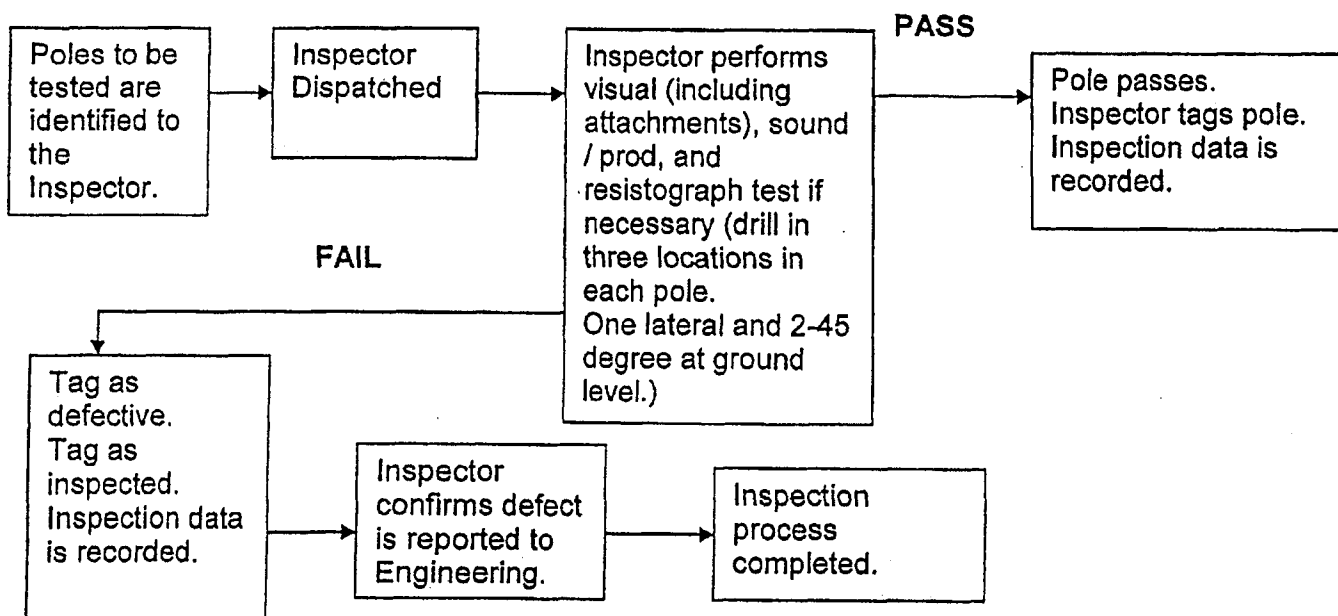 Poles to be
tested are
identified to
the
Inspector.
Inspector
Dispatched
Inspector performs
visual (including
attachments), sound
/ prod, and
resistograph test if
necessary (drill in
three locations in
each pole.
One lateral and 2-45
degree at ground
level.)
PASS
Pole passes.
Inspector tags pole.
Inspection data is
recorded.
FAIL
Tag as
defective.
Tag as
inspected.
Inspection data
is recorded.
Inspector
confirms defect
is reported to
Engineering.
Inspection
process
completed.